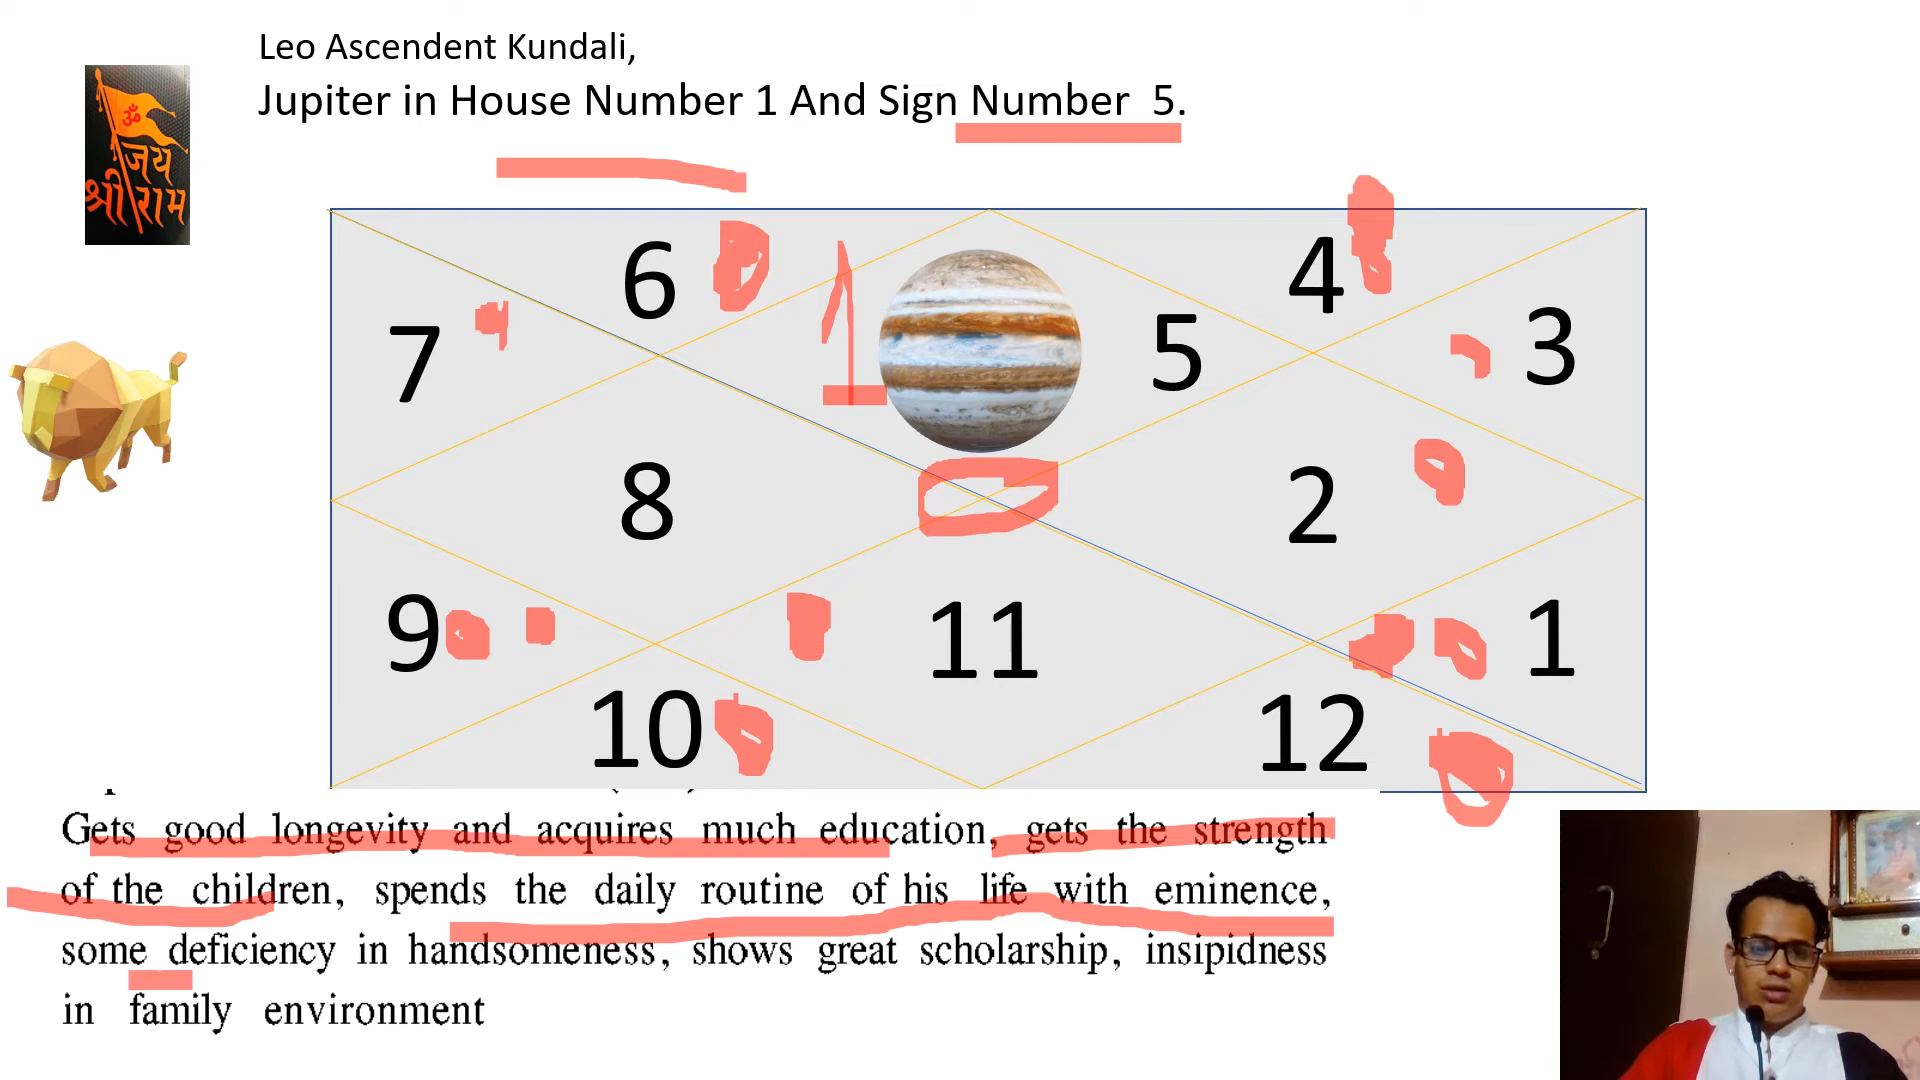 Leo Ascendent Kundali,
Jupiter in House Number 1 And Sign Number 5.
ॐ
जय
श्री राम
6
4
7
1
5
3
8
2
9
11
1
10
12
Gets good longevity and acquires much education, gets the strength
of the children, spends the daily routine of his life with eminence,
some deficiency in handsomeness, shows great scholarship, insipidness
in family environment